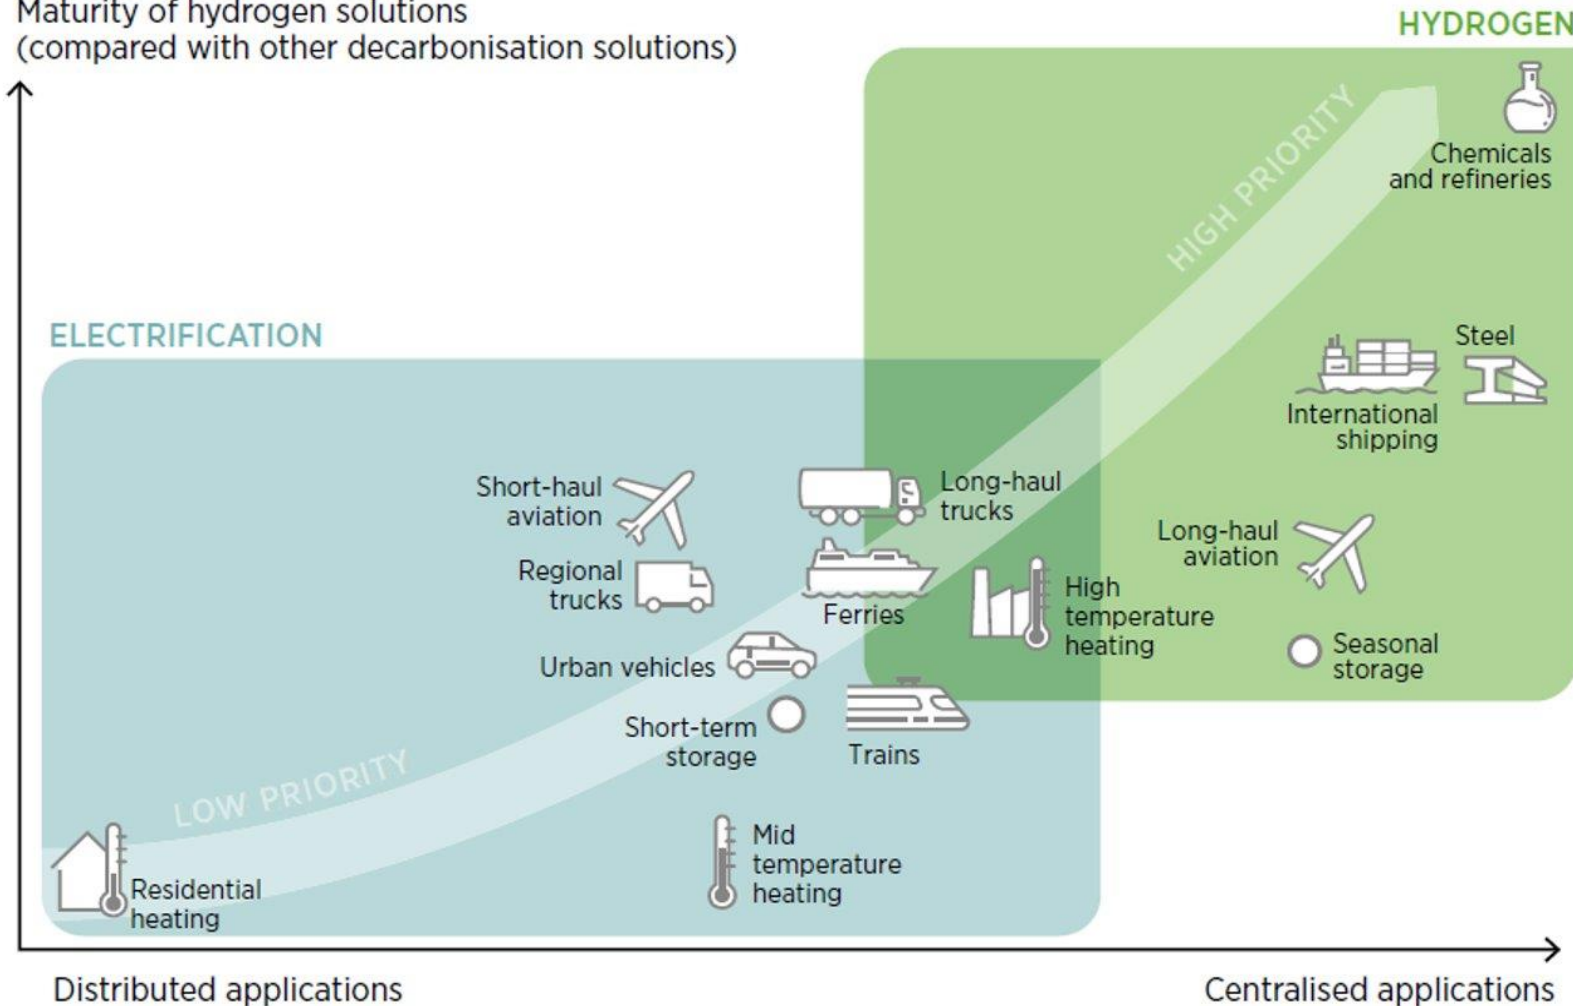 Maturity of hydrogen solutions
(compared with other decarbonisation solutions)
HYDROGEN
HIGH PRIORITY
Chemicals
and refineries
ELECTRIFICATION
Steel
International
shipping
Short-haul
aviation
Long-haul
trucks
Long-haul
aviation
Regional
trucks
High
temperature
heating
Ferries
Urban vehicles
Seasonal
storage
Short-term
storage
Trains
LOW PRIORITY
Mid
temperature
heating
Residential
heating
Distributed applications
Centralised applications